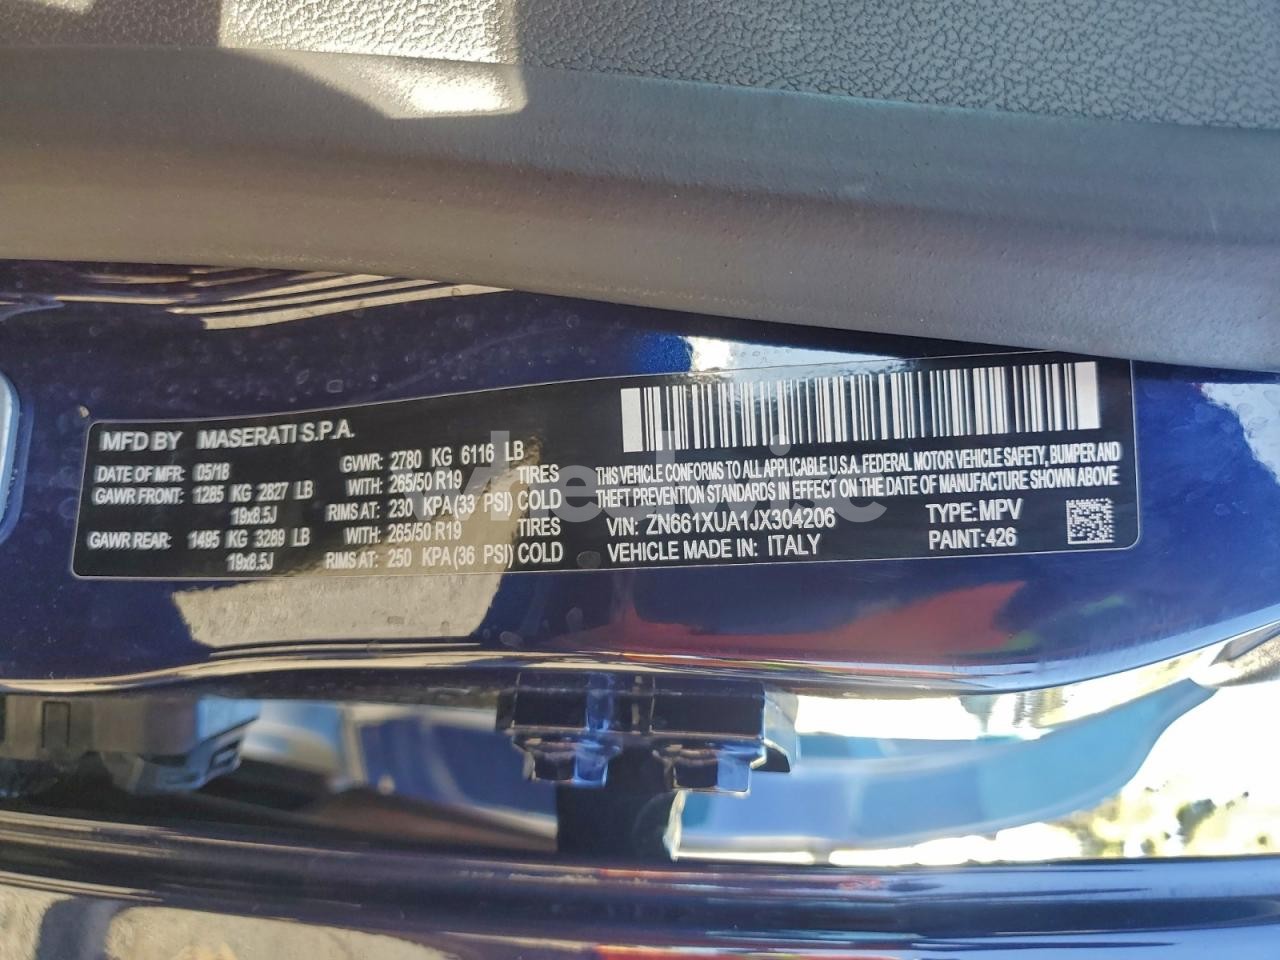 MFD BY MASERATI S.P.A.
DATE OF MFR: 05/18 GVWR: 2780 KG 6116 LB
GAWR FRONT: 1285 KG 2827 LB WITH: 265/50 R19 TIRES
19x8.5J RIMS AT: 230 KPA(33 PSI) COLD
GAWR REAR: 1495 KG 3289 LB WITH: 265/50 R19 TIRES
19x8.5J RIMS AT: 250 KPA(36 PSI) COLD
THIS VEHICLE CONFORMS TO ALL APPLICABLE U.S.A. FEDERAL MOTOR VEHICLE SAFETY, BUMPER AND
THEFT PREVENTION STANDARDS IN EFFECT ON THE DATE OF MANUFACTURE SHOWN ABOVE
VIN: ZN661XUA1JX304206 TYPE: MPV
VEHICLE MADE IN: ITALY PAINT: 426